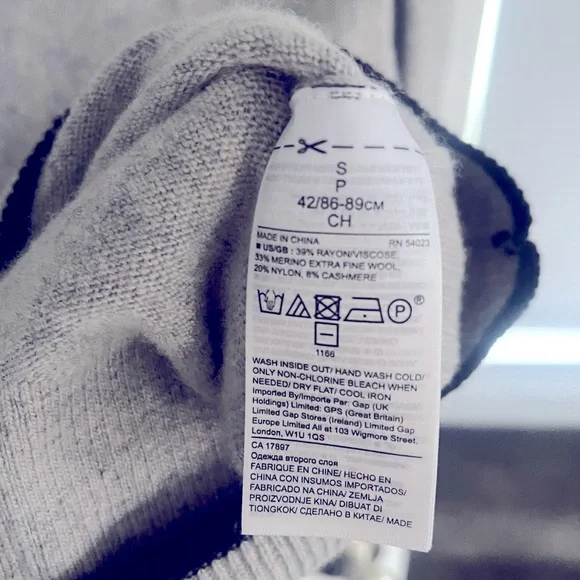 S
P
42/86-89CM
CH
MADE IN CHINA RN 54023
■ US/GB : 39% RAYON/VISCOSE,
33% MERINO EXTRA FINE WOOL,
20% NYLON, 8% CASHMERE
P®
1166
WASH INSIDE OUT/ HAND WASH COLD/
ONLY NON-CHLORINE BLEACH WHEN
NEEDED/ DRY FLAT/ COOL IRON
Imported By/Importe Par: Gap (UK
Holdings) Limited: GPS (Great Britain)
Limited Gap Stores (Ireland) Limited Gap
Europe Limited All at 103 Wigmore Street,
London, W1U 1QS
CA 17897
Одежда второго слоя
FABRIQUE EN CHINE/ HECHO EN
CHINA CON INSUMOS IMPORTADOS/
FABRICADO NA CHINA/ ZEMLJA
PROIZVODNJE KINA/ DIBUAT DI
TIONGKOK/ СДЕЛАНО В КИТАЕ/ MADE